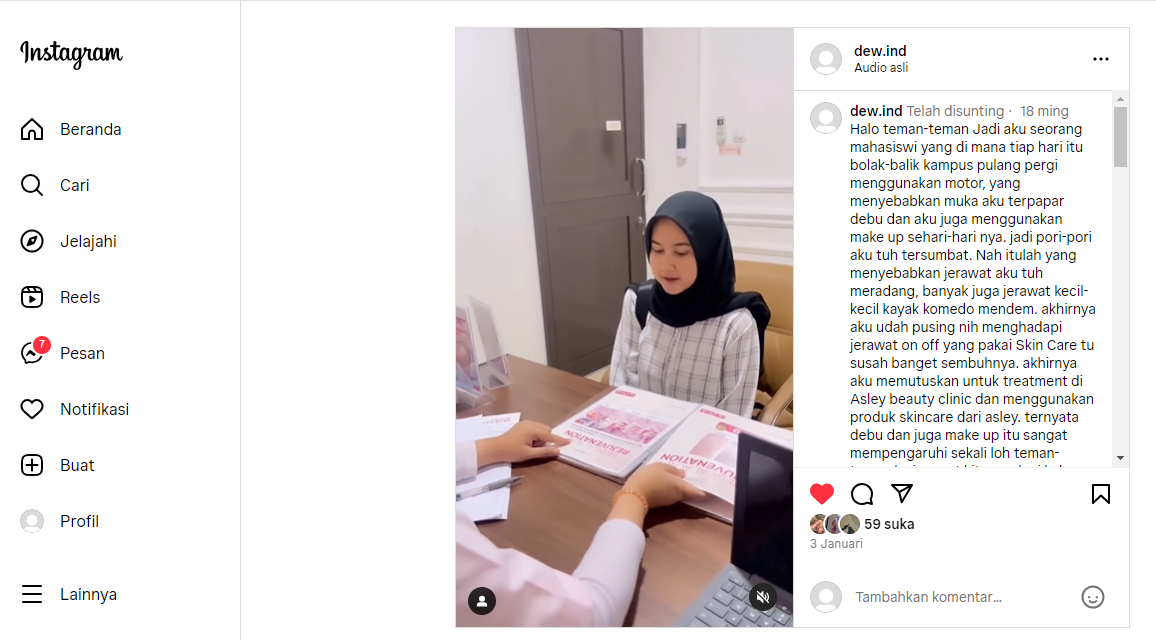 Instagram
Beranda
Cari
Jelajahi
Reels
7
Pesan
Notifikasi
Buat
Profil
Lainnya
REJUVENATION
REJUVENATION
dew.ind
Audio asli
dew.ind Telah disunting · 18 ming
Halo teman-teman Jadi aku seorang
mahasiswi yang di mana tiap hari itu
bolak-balik kampus pulang pergi
menggunakan motor, yang
menyebabkan muka aku terpapar
debu dan aku juga menggunakan
make up sehari-hari nya. jadi pori-pori
aku tuh tersumbat. Nah itulah yang
menyebabkan jerawat aku tuh
meradang, banyak juga jerawat kecil-
kecil kayak komedo mendem. akhirnya
aku udah pusing nih menghadapi
jerawat on off yang pakai Skin Care tu
susah banget sembuhnya. akhirnya
aku memutuskan untuk treatment di
Asley beauty clinic dan menggunakan
produk skincare dari asley. ternyata
debu dan juga make up itu sangat
mempengaruhi sekali loh teman-
59 suka
3 Januari
Tambahkan komentar...